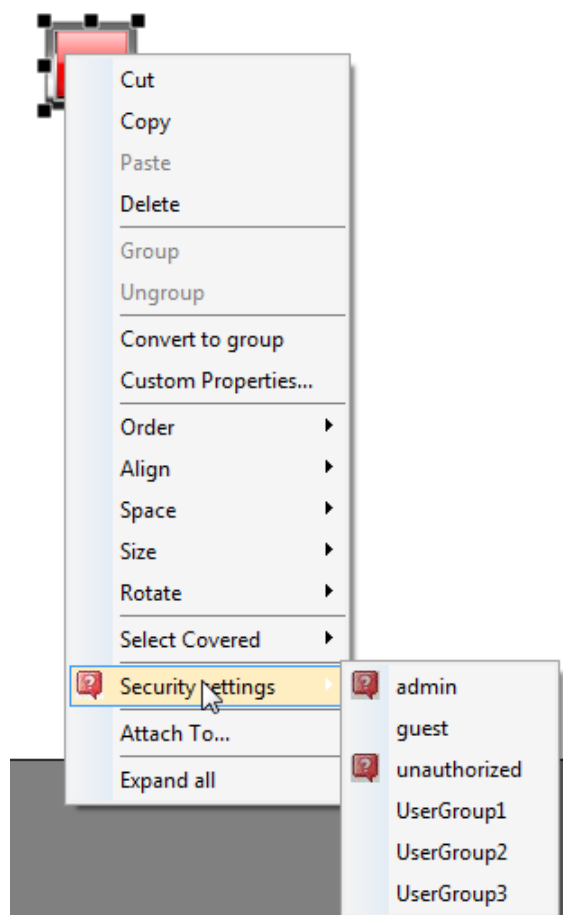 Cut
Copy
Paste
Delete
Group
Ungroup
Convert to group
Custom Properties...
Order
Align
Space
Size
Rotate
Select Covered
Security settings
Attach To...
Expand all
admin
guest
unauthorized
UserGroup1
UserGroup2
UserGroup3